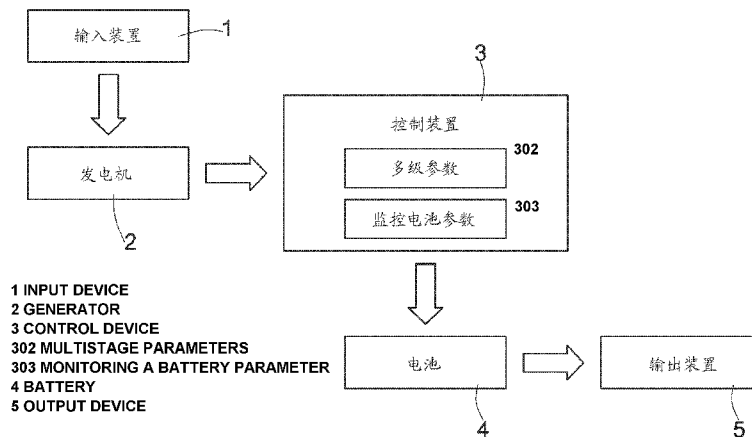 输入装置
1
发电机
2
3
控制装置
302
多级参数
303
监控电池参数
电池
4
输出装置
5
1 INPUT DEVICE
2 GENERATOR
3 CONTROL DEVICE
302 MULTISTAGE PARAMETERS
303 MONITORING A BATTERY PARAMETER
4 BATTERY
5 OUTPUT DEVICE